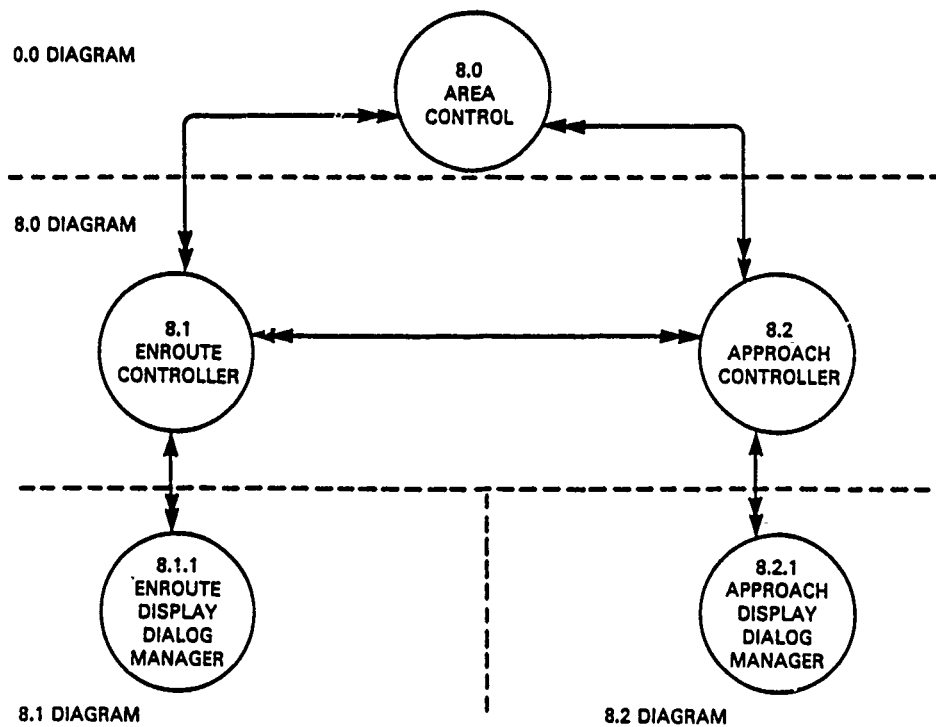 0.0 DIAGRAM
8.0
AREA
CONTROL
8.0 DIAGRAM
8.1
ENROUTE
CONTROLLER
8.2
APPROACH
CONTROLLER
8.1.1
ENROUTE
DISPLAY
DIALOG
MANAGER
8.2.1
APPROACH
DISPLAY
DIALOG
MANAGER
8.1 DIAGRAM
8.2 DIAGRAM